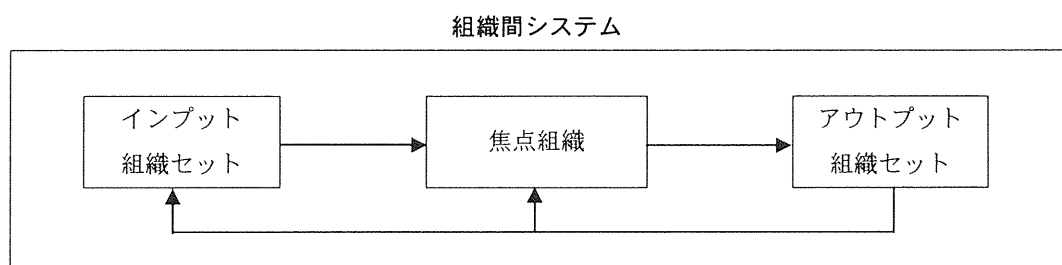 組織間システム
インプット
組織セット
焦点組織
アウトプット
組織セット